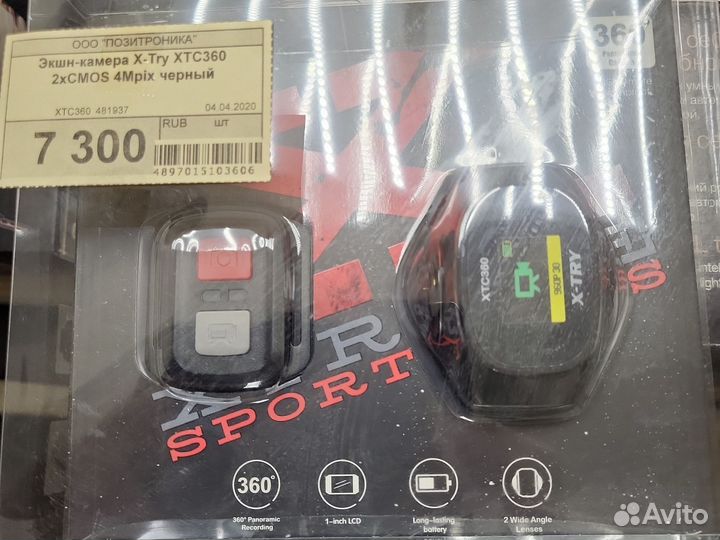 ООО "ПОЗИТРОНИКА"
Экшн-камера X-Try XTC360
2xCMOS 4Mpix черный
XTC360 481937
04.04.2020
7 300
RUB
шт
4897015103606
360°
XTC360
960P30
X-TRY
SPORT
360°
360° Panoramic
Recording
1-inch LCD
Long-lasting
battery
2 Wide Angle
Lenses
Avito